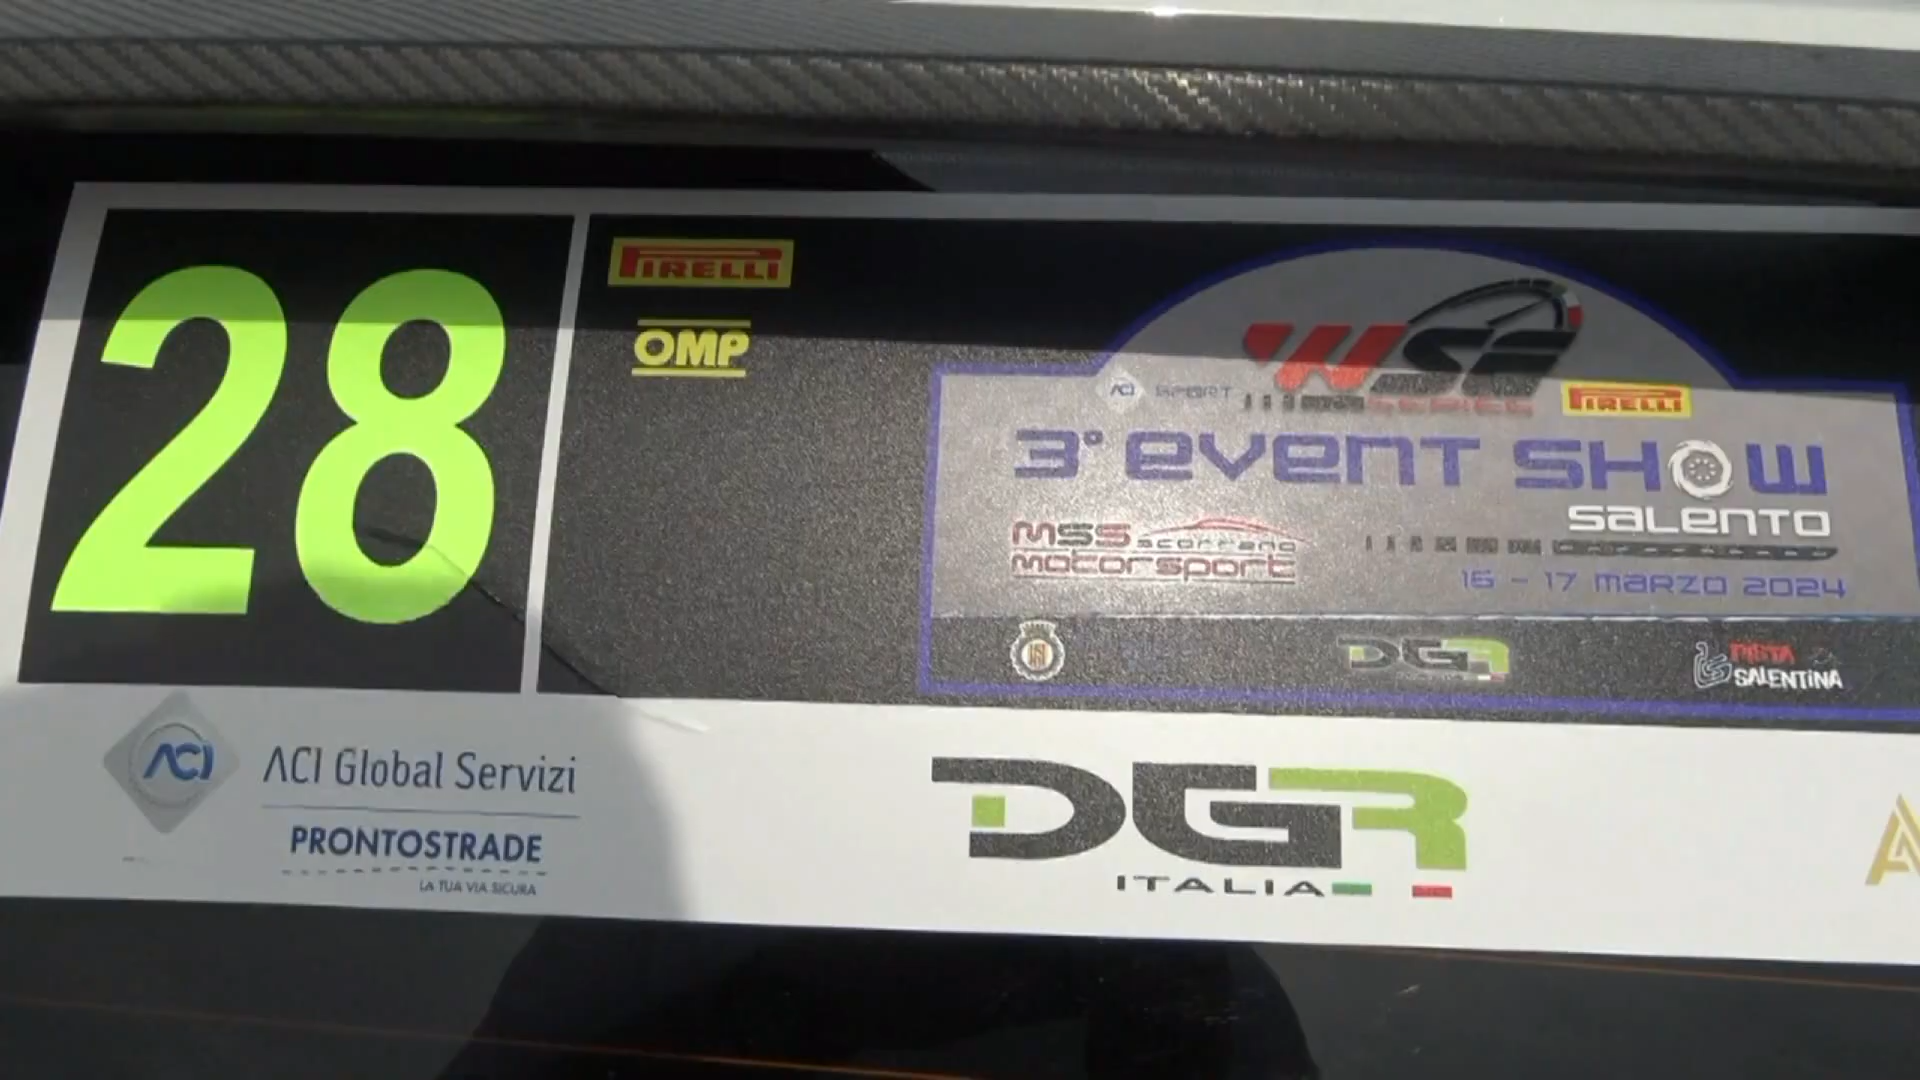 28
PIRELLI
OMP
WSE
ACI SPORT
PIRELLI
3° EVENT SHOW
SALENTO
MSS scorrano
motorsport
16 - 17 marzo 2024
DGR
PISTA
SALENTINA
ACI
ACI Global Servizi
PRONTOSTRADE
LA TUA VIA SICURA
DGR
ITALIA